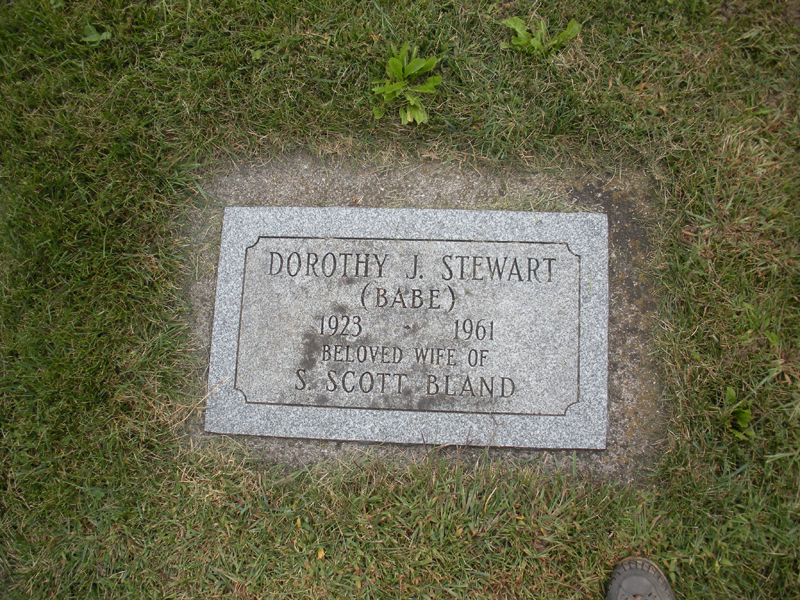 DOROTHY J. STEWART
(BABE)
1923 - 1961
BELOVED WIFE OF
S. SCOTT BLAND